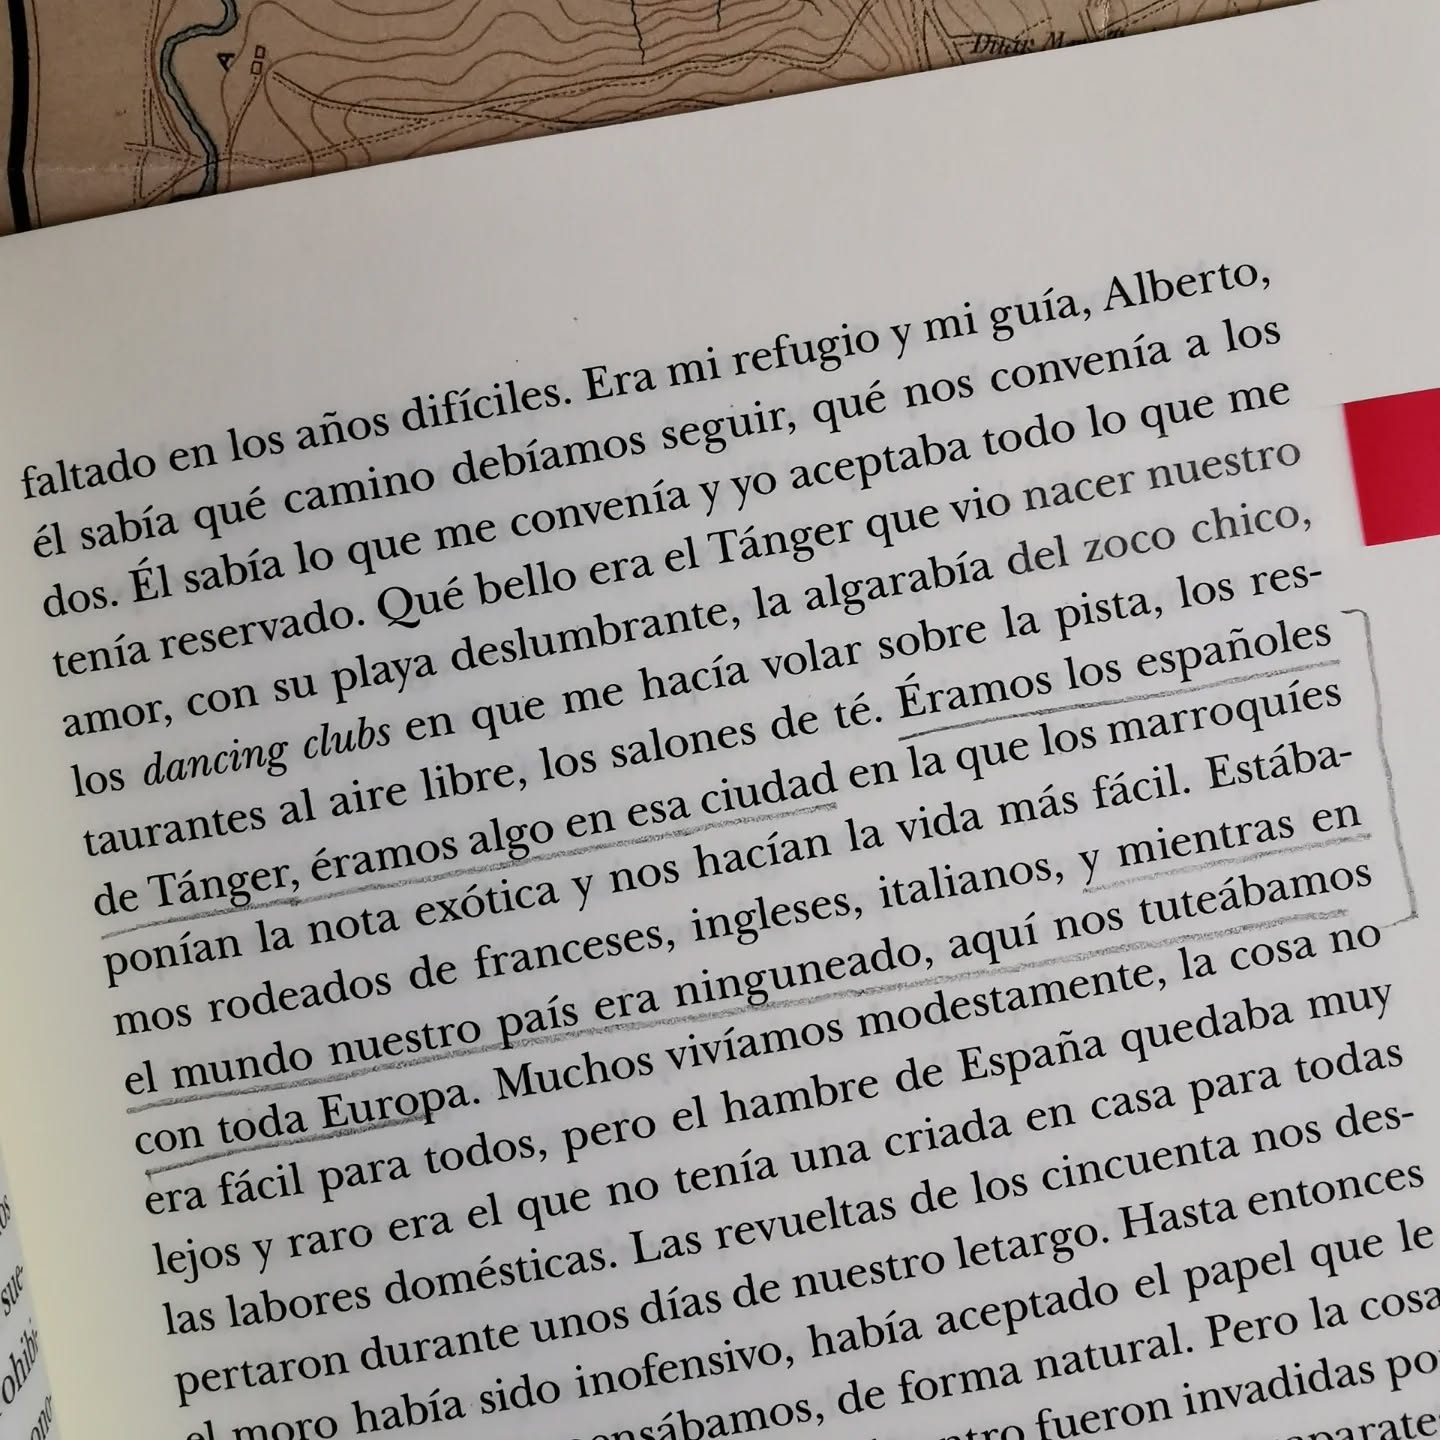 Duár
faltado en los años difíciles. Era mi refugio y mi guía, Alberto,
él sabía qué camino debíamos seguir, qué nos convenía a los
dos. Él sabía lo que me convenía y yo aceptaba todo lo que me
tenía reservado. Qué bello era el Tánger que vio nacer nuestro
amor, con su playa deslumbrante, la algarabía del zoco chico,
los dancing clubs en que me hacía volar sobre la pista, los res-
taurantes al aire libre, los salones de té. Éramos los españoles
de Tánger, éramos algo en esa ciudad en la que los marroquíes
ponían la nota exótica y nos hacían la vida más fácil. Estába-
mos rodeados de franceses, ingleses, italianos, y mientras en
el mundo nuestro país era ninguneado, aquí nos tuteábamos
con toda Europa. Muchos vivíamos modestamente, la cosa no
era fácil para todos, pero el hambre de España quedaba muy
lejos y raro era el que no tenía una criada en casa para todas
las labores domésticas. Las revueltas de los cincuenta nos des-
pertaron durante unos días de nuestro letargo. Hasta entonces
el moro había sido inofensivo, había aceptado el papel que le
de forma natural. Pero la cosa
fueron invadidas